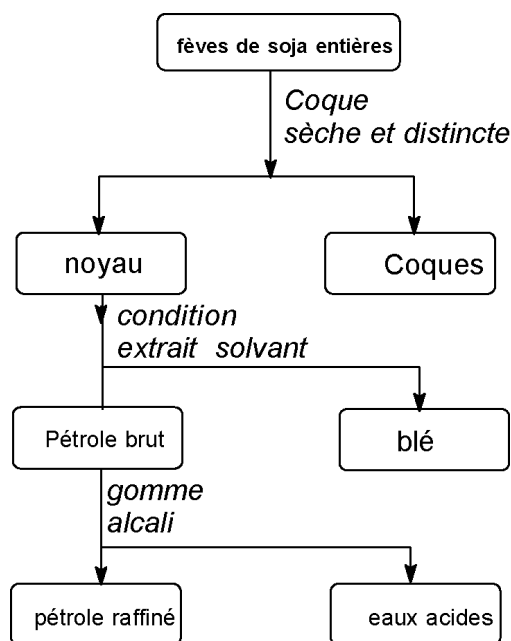 fèves de soja entières
Coque
sèche et distincte
noyau
Coques
condition
extrait solvant
Pétrole brut
blé
gomme
alcali
pétrole raffiné
eaux acides